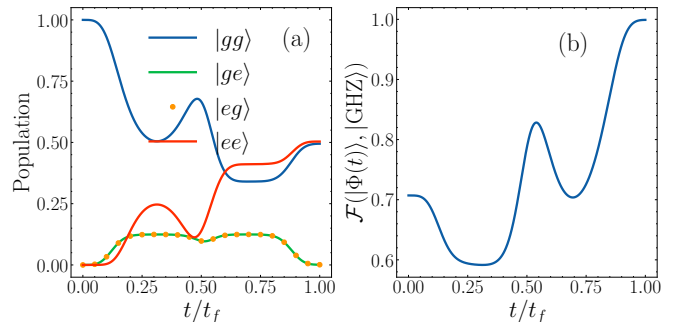 1.00
0.75
0.50
0.25
0.00
Population
|gg⟩
|ge⟩
|eg⟩
|ee⟩
(a)
0.00 0.25 0.50 0.75 1.00
t/t_f
1.0
0.9
0.8
0.7
0.6
F(|Φ(t)⟩, |GHZ⟩)
(b)
0.00 0.25 0.50 0.75 1.00
t/t_f